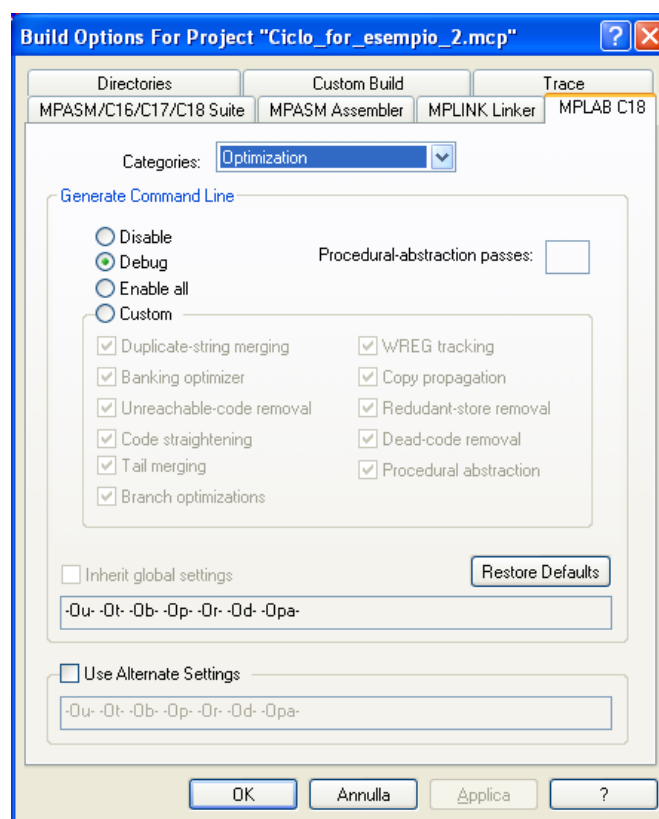 Build Options For Project "Ciclo_for_esempio_2.mcp"
?
Directories Custom Build Trace
MPASM/C16/C17/C18 Suite MPASM Assembler MPLINK Linker MPLAB C18
Categories: Optimization
Generate Command Line
Disable
Debug Procedural-abstraction passes:
Enable all
Custom
Duplicate-string merging WREG tracking
Banking optimizer Copy propagation
Unreachable-code removal Redudant-store removal
Code straightening Dead-code removal
Tail merging Procedural abstraction
Branch optimizations
Inherit global settings Restore Defaults
-Ou- -Ot- -Ob- -Op- -Or- -Od- -Opa-
Use Alternate Settings
-Ou- -Ot- -Ob- -Op- -Or- -Od- -Opa-
OK Annulla Applica ?